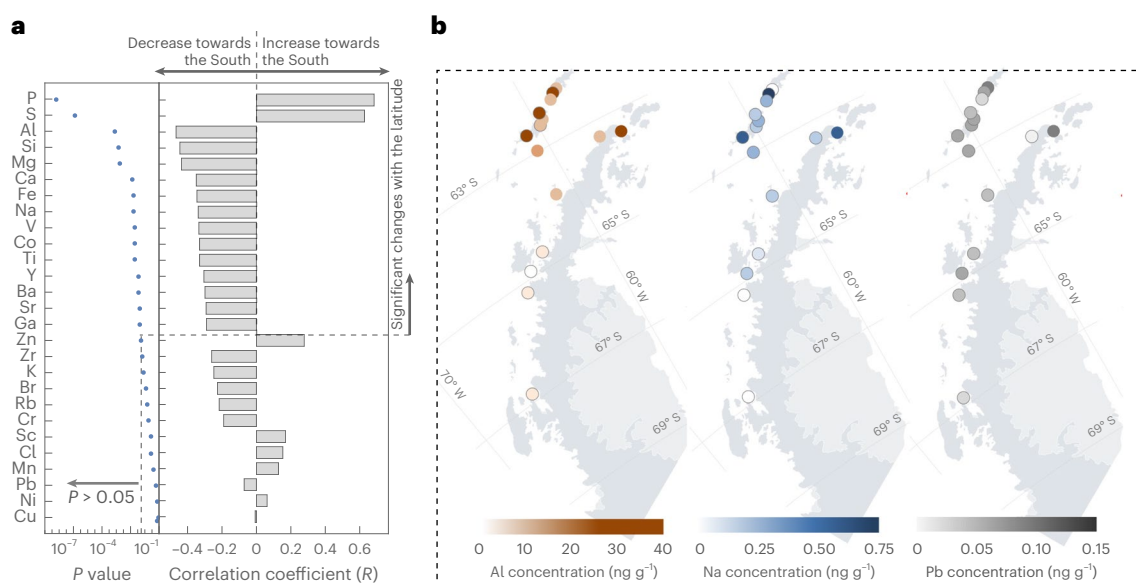 a
Decrease towards
the South
Increase towards
the South
P
S
Al
Si
Mg
Ca
Fe
Na
V
Co
Ti
Y
Ba
Sr
Ga
Zn
Zr
K
Br
Rb
Cr
Sc
Cl
Mn
Pb
Ni
Cu
Significant changes with the latitude
P > 0.05
10⁻⁷ 10⁻⁴ 10⁻¹
P value
−0.4 −0.2 0 0.2 0.4 0.6
Correlation coefficient (R)
b
63° S
65° S
60° W
67° S
70° W
69° S
0 10 20 30 40
Al concentration (ng g⁻¹)
65° S
60° W
67° S
69° S
0 0.25 0.50 0.75
Na concentration (ng g⁻¹)
65° S
60° W
67° S
69° S
0 0.05 0.10 0.15
Pb concentration (ng g⁻¹)